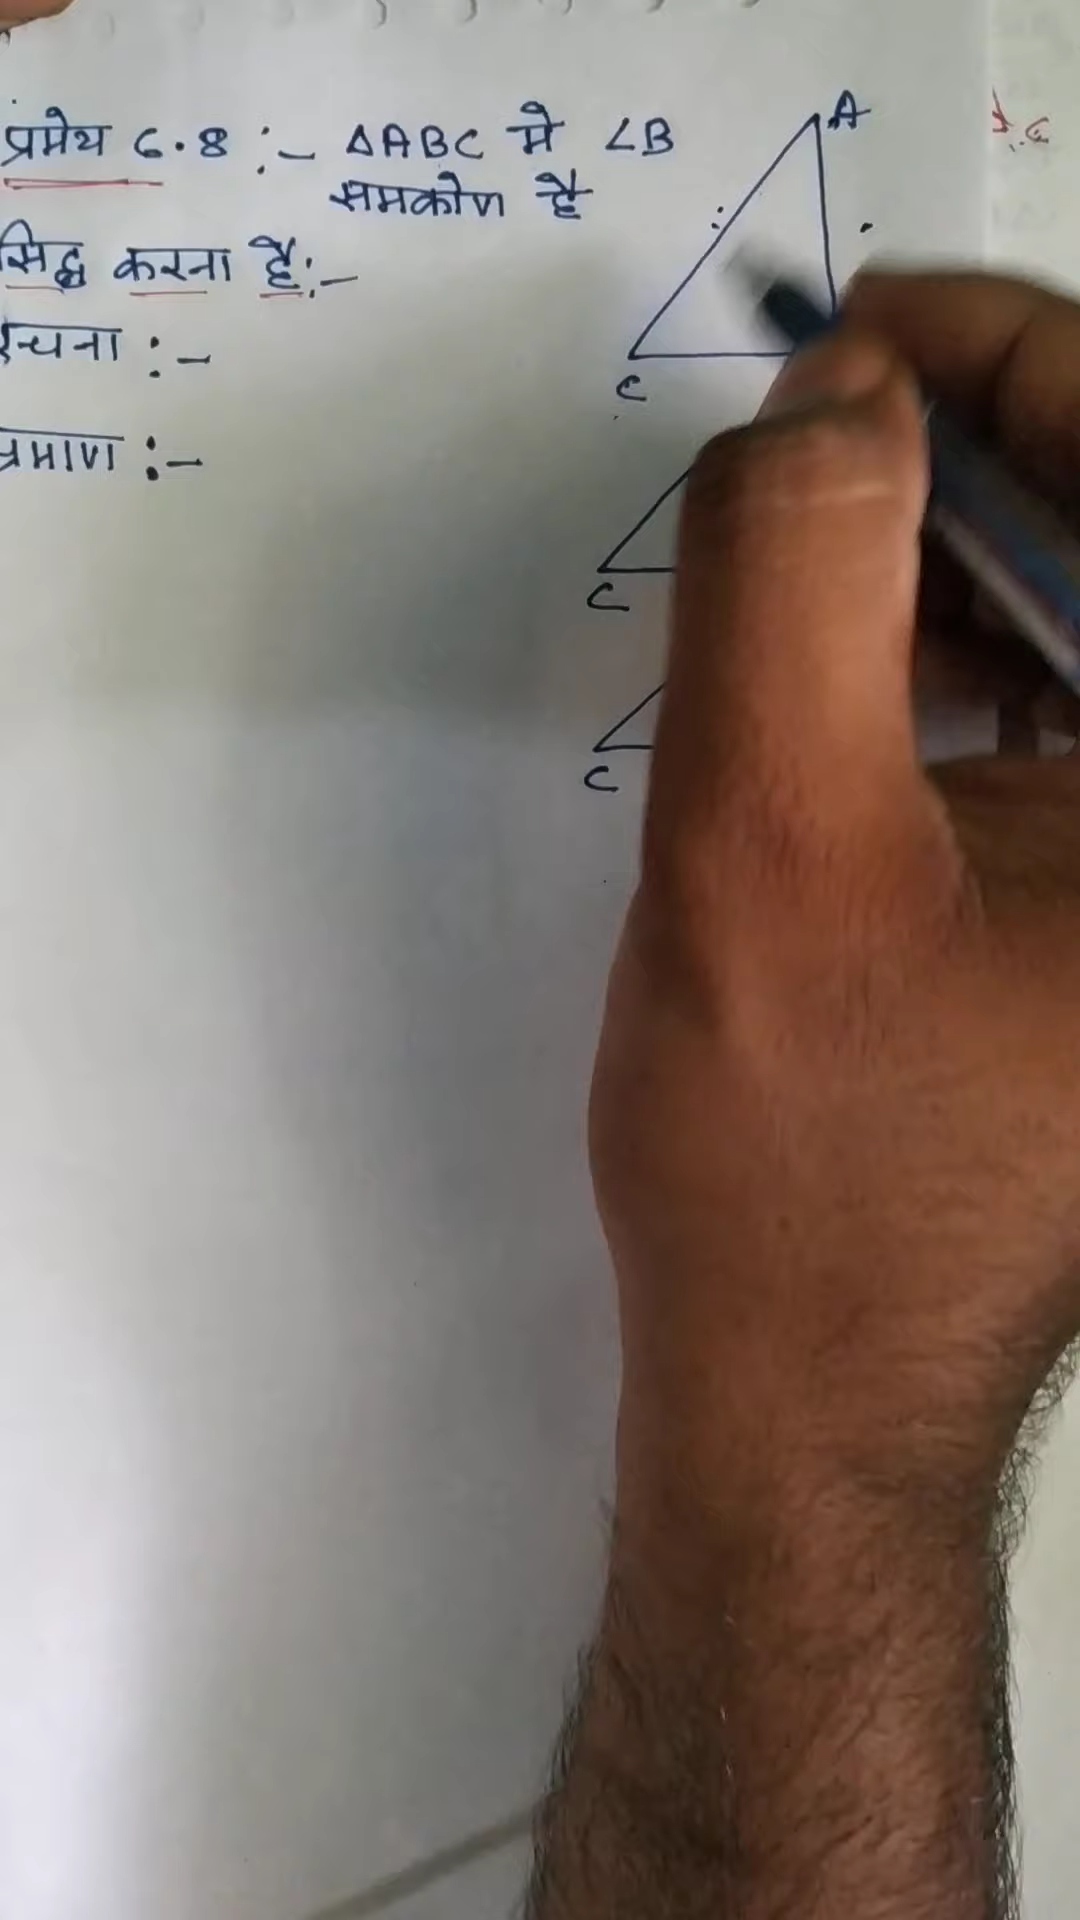 प्रमेय 6.8 :- ΔABC मे ∠B
समकोण है
सिद्ध करना है:-
रचना :-
प्रमाण :-
A
C
C
C